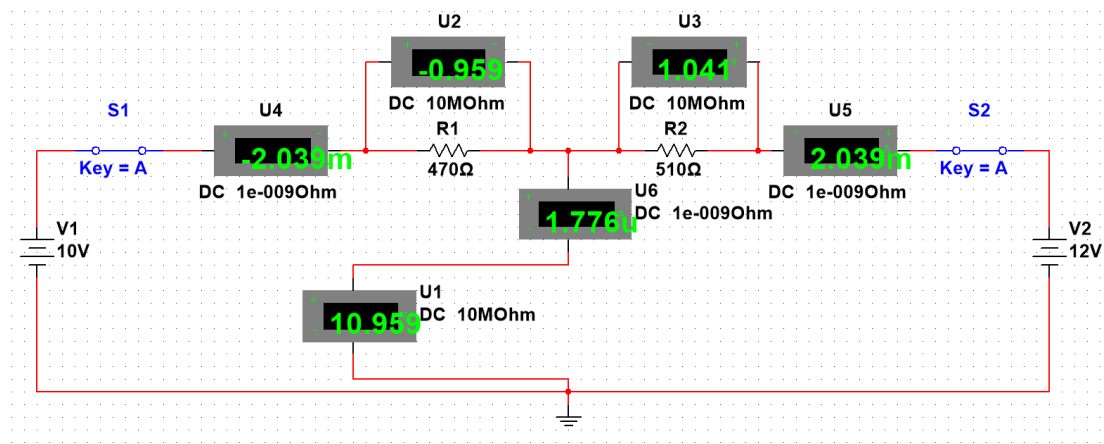 U2
U3
-0.959
1.041
V
DC 10MOhm
DC 10MOhm
S1
U4
R1
R2
U5
S2
-2.039m
2.039m
A
Key = A
470Ω
510Ω
Key = A
DC 1e-009Ohm
DC 1e-009Ohm
U6
1.776u
DC 1e-009Ohm
V1
10V
V2
12V
U1
10.959
DC 10MOhm